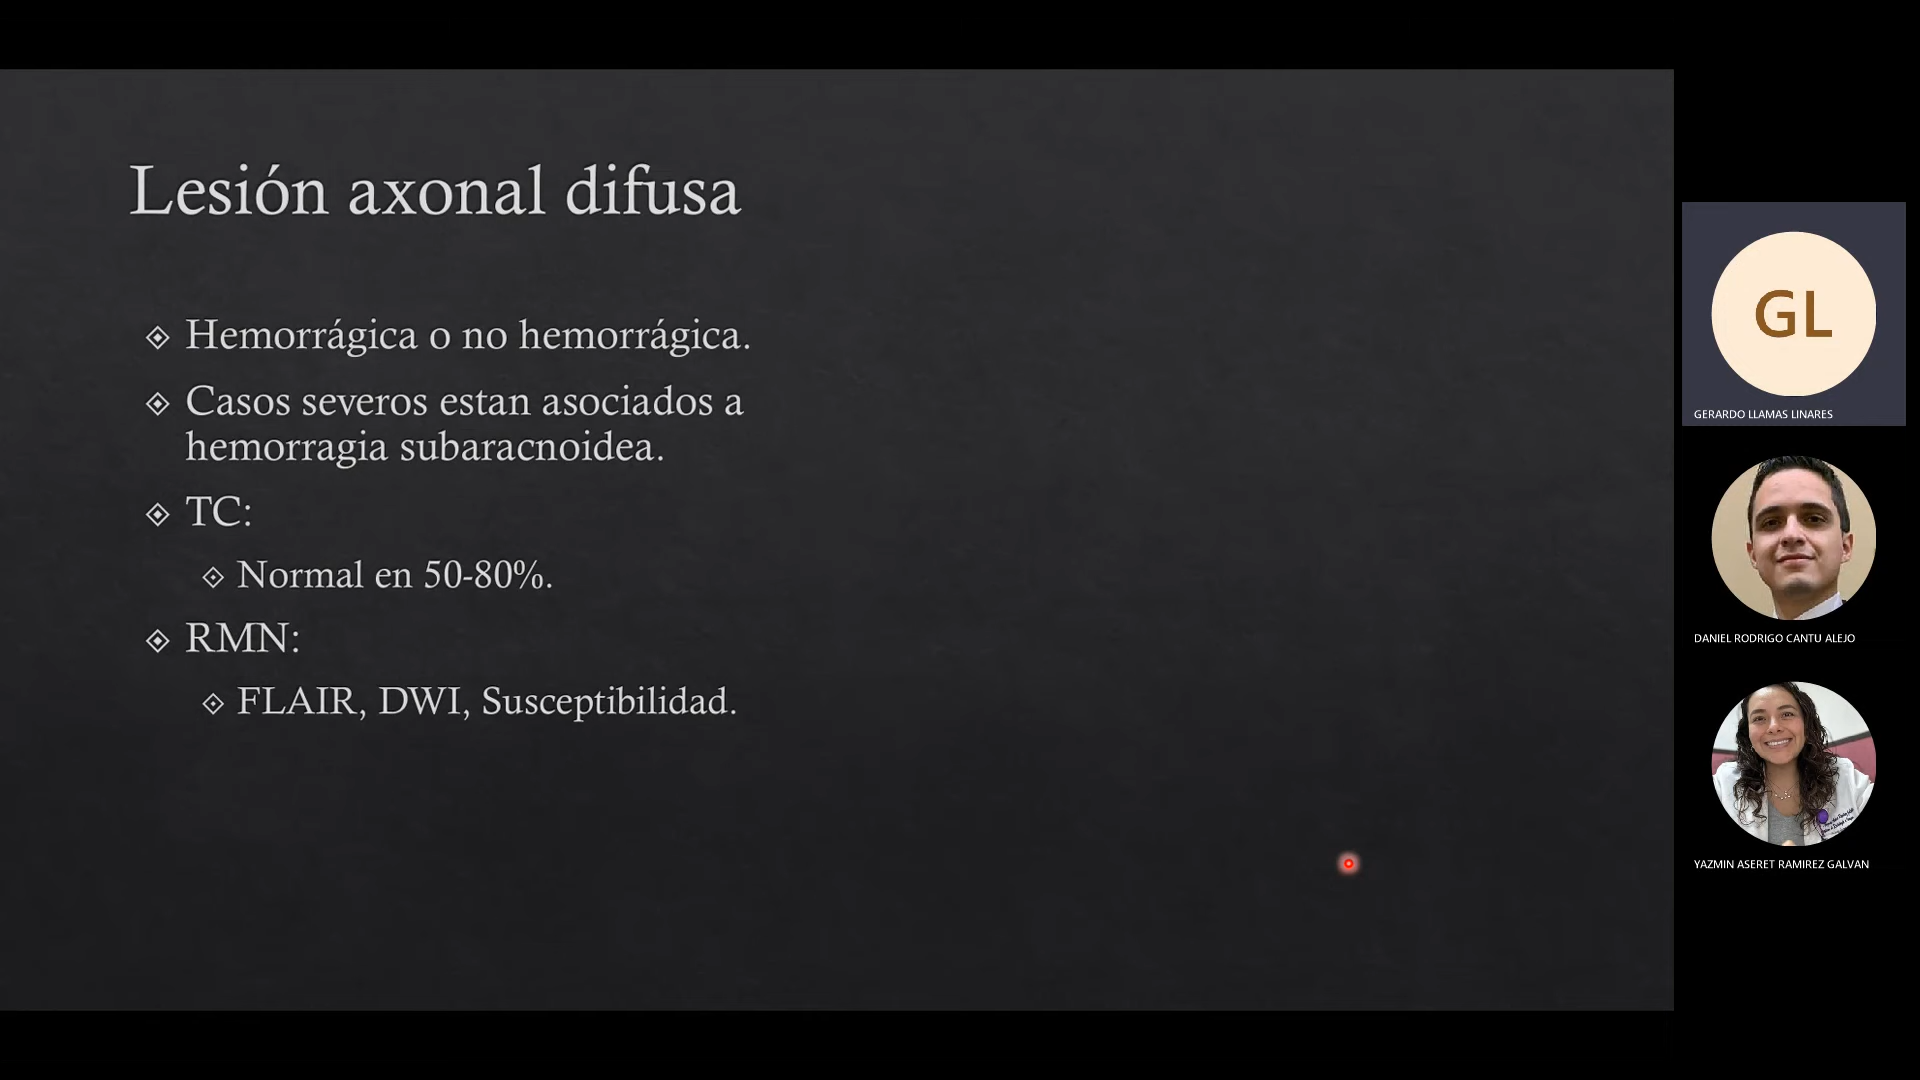 Lesión axonal difusa
Hemorrágica o no hemorrágica.
Casos severos estan asociados a
hemorragia subaracnoidea.
TC:
Normal en 50-80%.
RMN:
FLAIR, DWI, Susceptibilidad.
GL
GERARDO LLAMAS LINARES
DANIEL RODRIGO CANTU ALEJO
YAZMIN ASERET RAMIREZ GALVAN